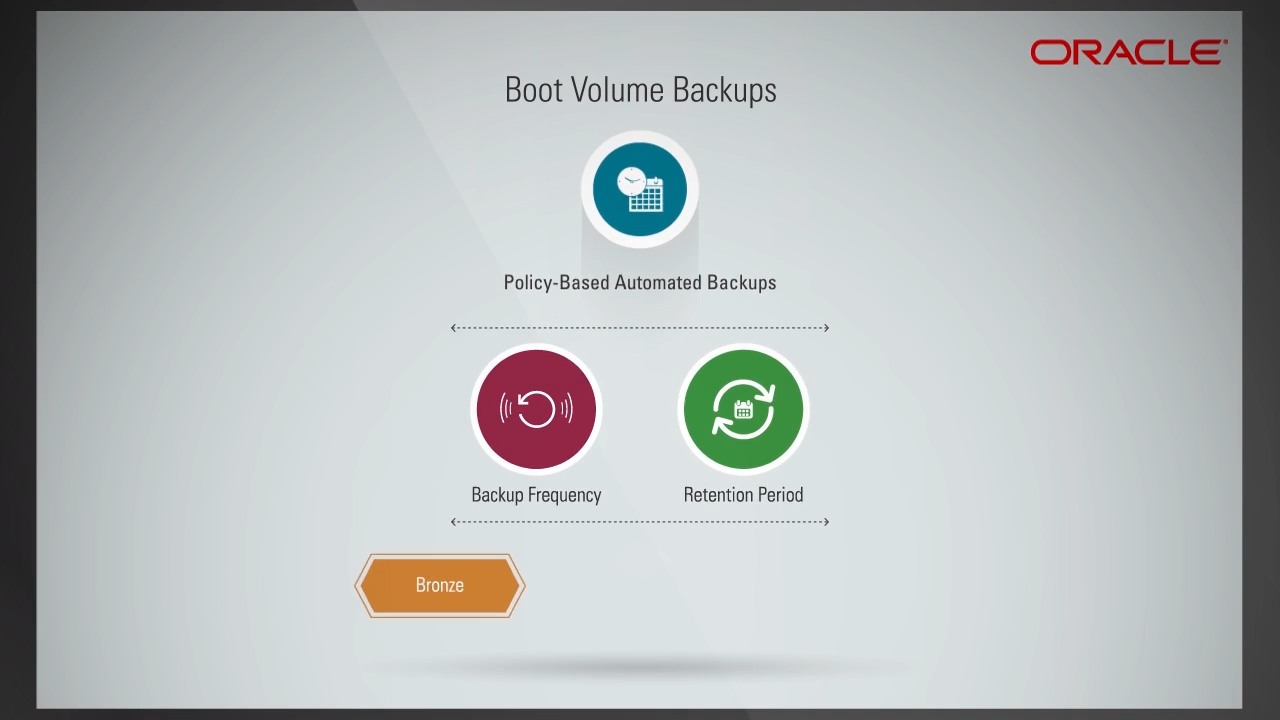 ORACLE
Boot Volume Backups
Policy-Based Automated Backups
Backup Frequency
Retention Period
Bronze